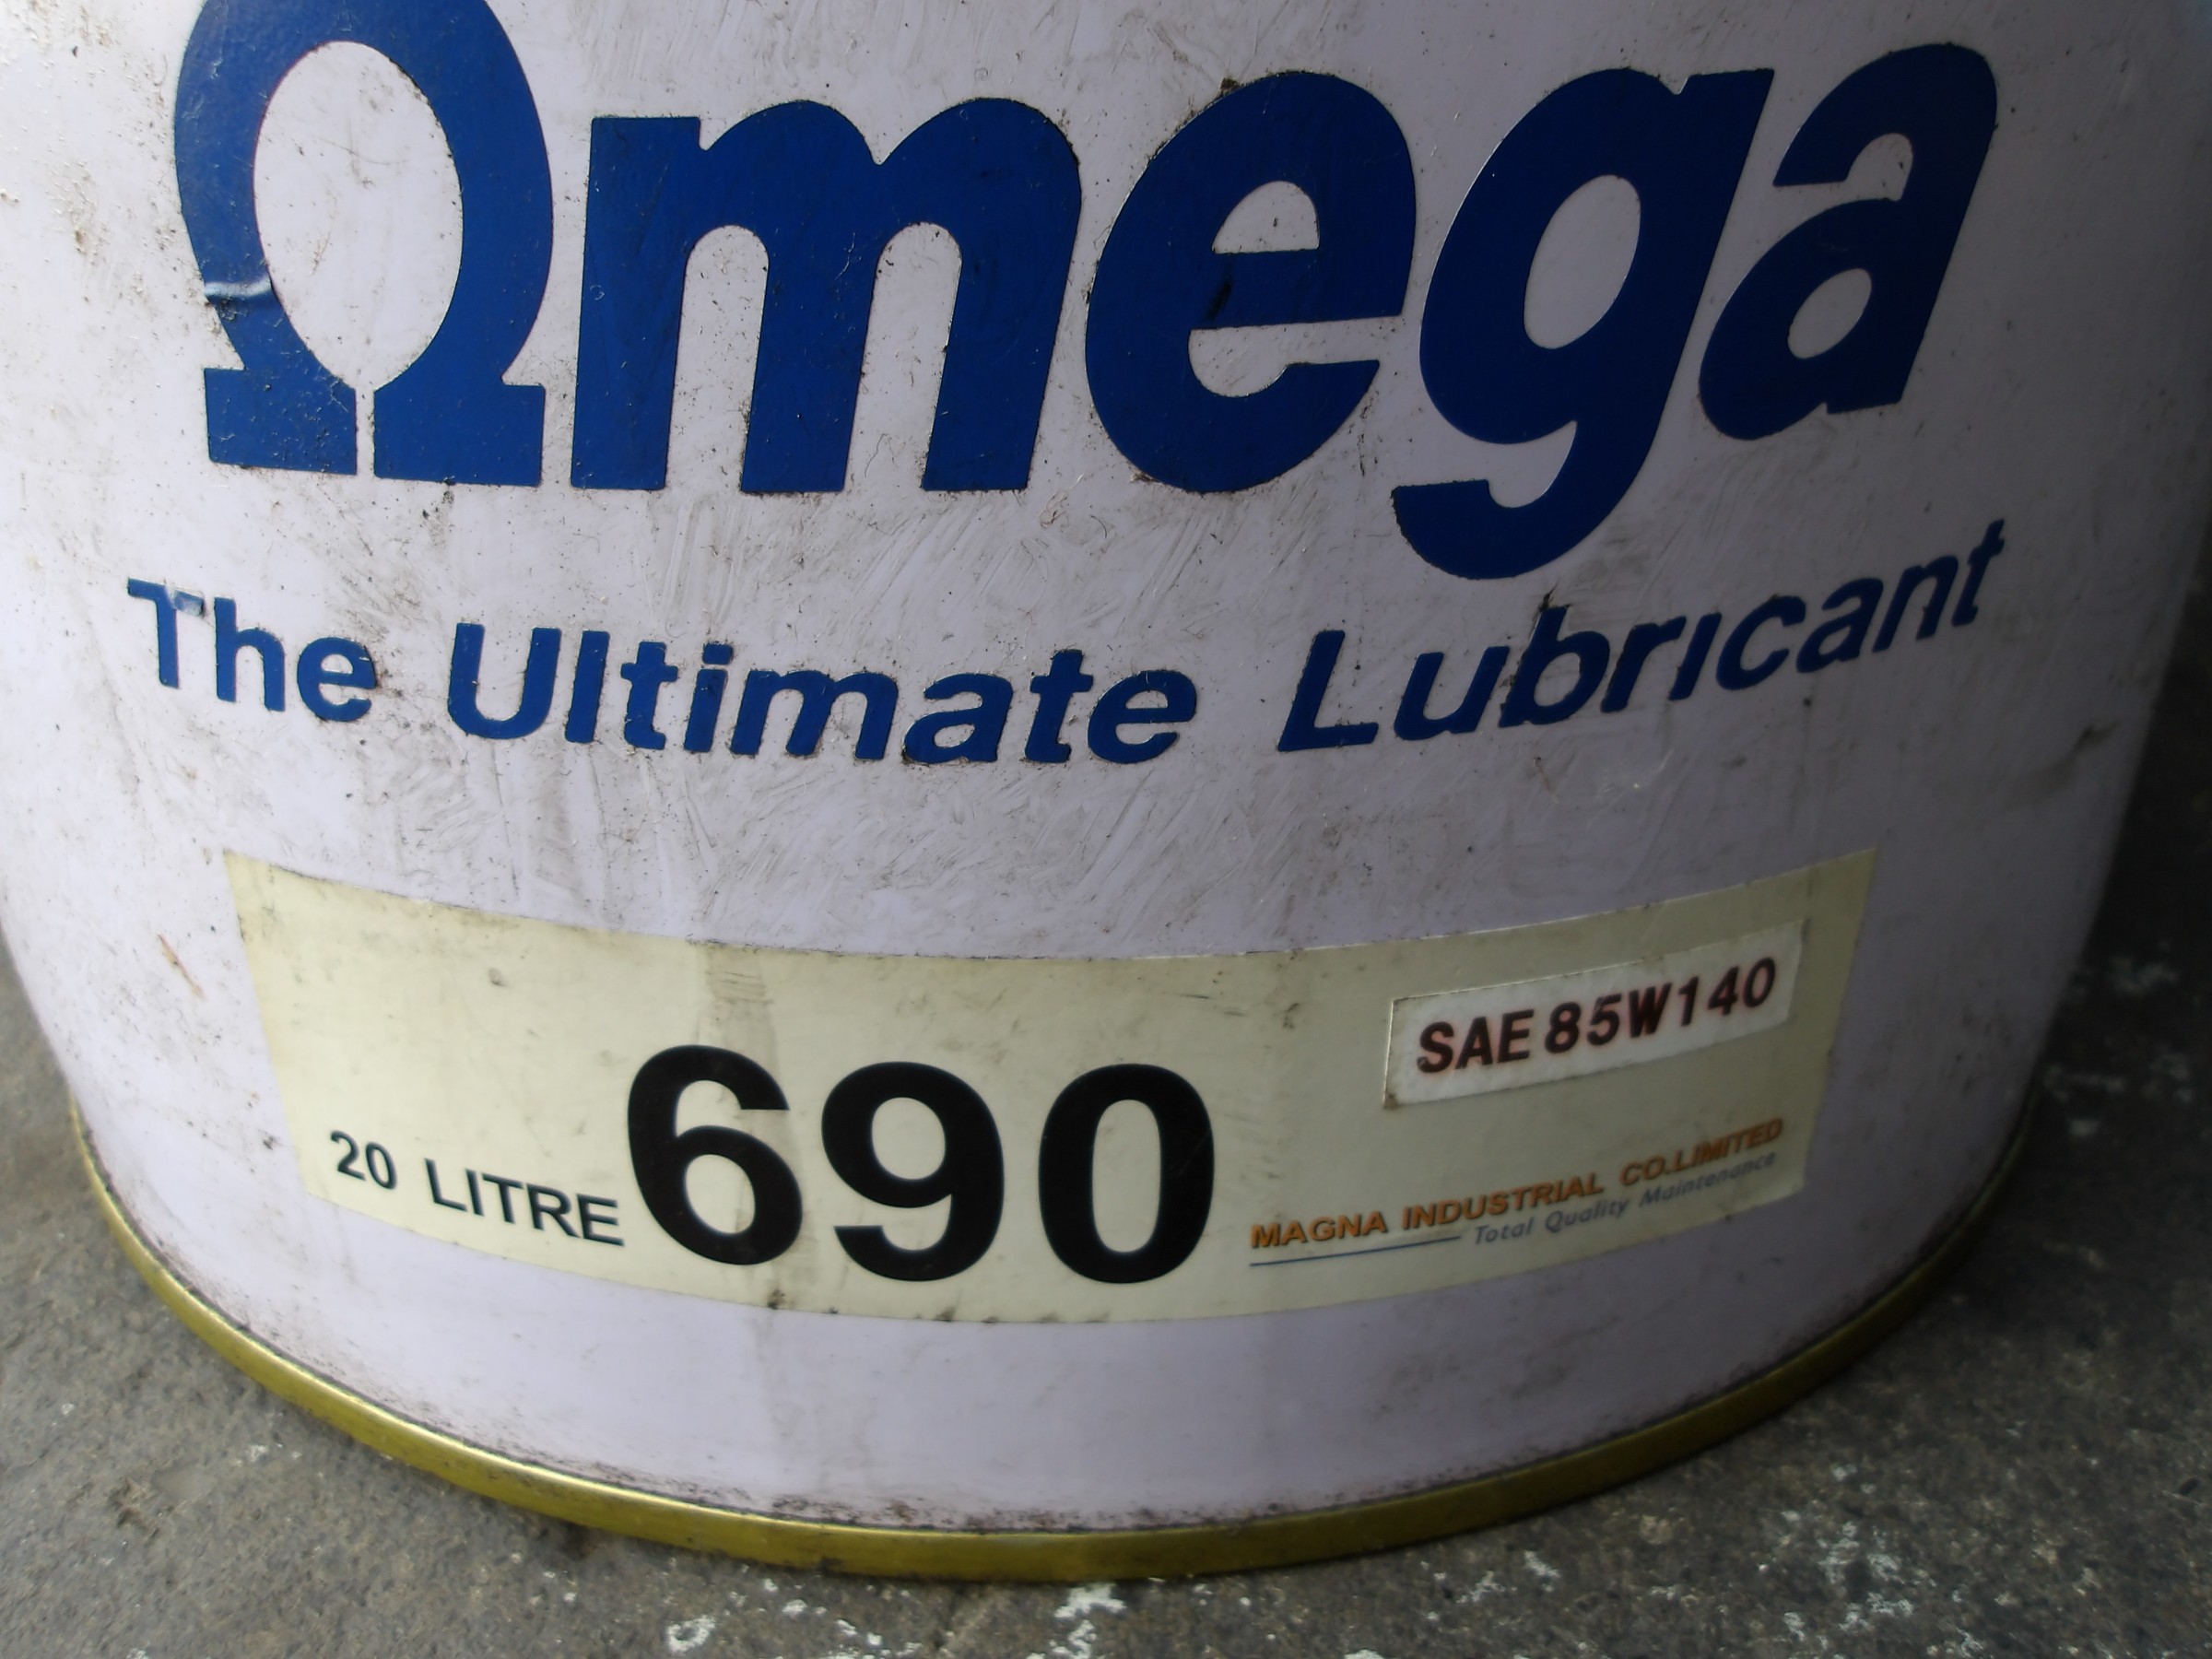 Ωmega
The Ultimate Lubricant
SAE 85W140
20 LITRE 690
MAGNA INDUSTRIAL CO.LIMITED
Total Quality Maintenance